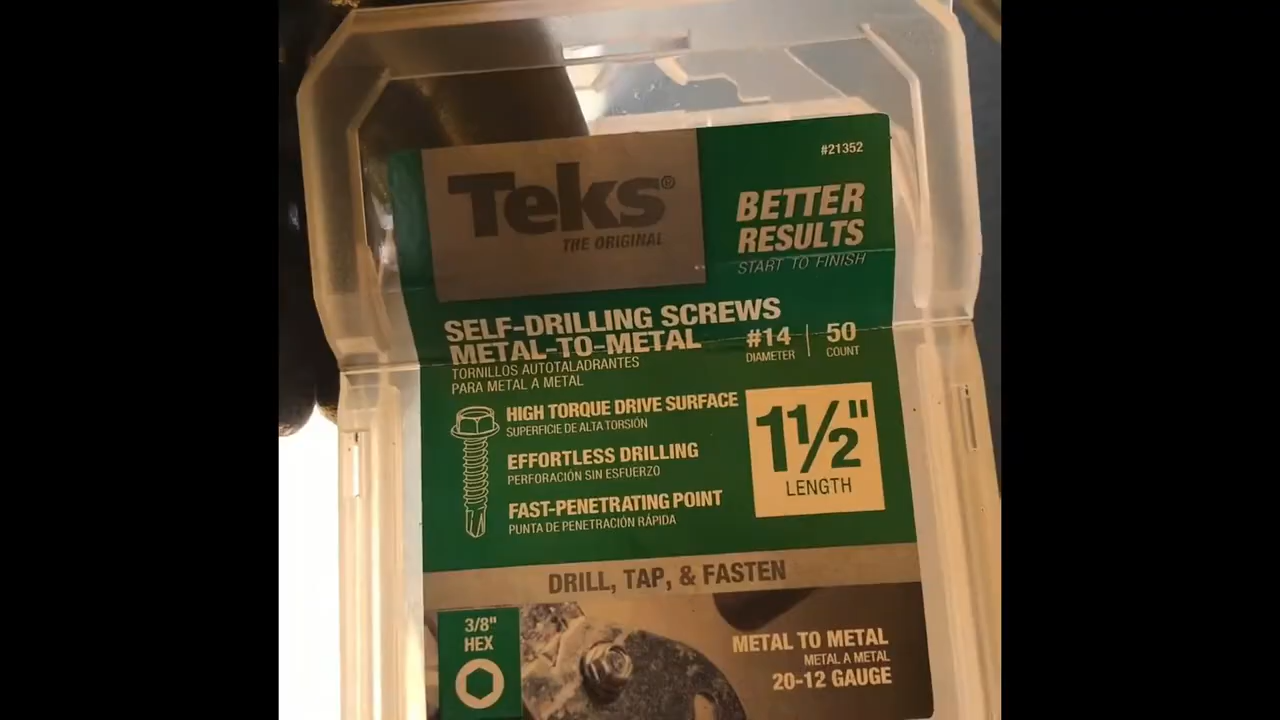 #21352
Teks®
THE ORIGINAL
BETTER
RESULTS
START TO FINISH
SELF-DRILLING SCREWS
METAL-TO-METAL
TORNILLOS AUTOTALADRANTES
PARA METAL A METAL
#14
DIAMETER
50
COUNT
HIGH TORQUE DRIVE SURFACE
SUPERFICIE DE ALTA TORSIÓN
EFFORTLESS DRILLING
PERFORACIÓN SIN ESFUERZO
FAST-PENETRATING POINT
PUNTA DE PENETRACIÓN RÁPIDA
1 1/2"
LENGTH
DRILL, TAP, & FASTEN
3/8"
HEX
METAL TO METAL
METAL A METAL
20-12 GAUGE